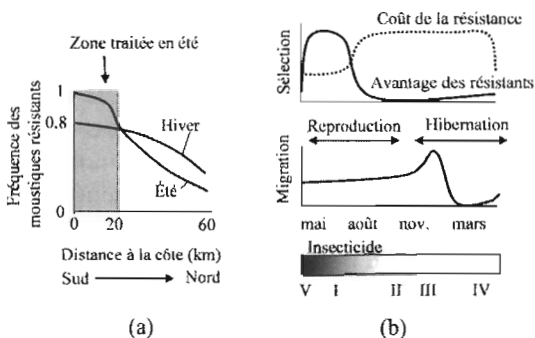 Zone traitée en été
Fréquence des
moustiques résistants
1
0.8
0
Hiver
Été
0 20 60
Distance à la côte (km)
Sud Nord
(a)
Sélection
Coût de la résistance
Avantage des résistants
Reproduction Hibernation
Migration
mai août nov. mars
Insecticide
V I II III IV
(b)